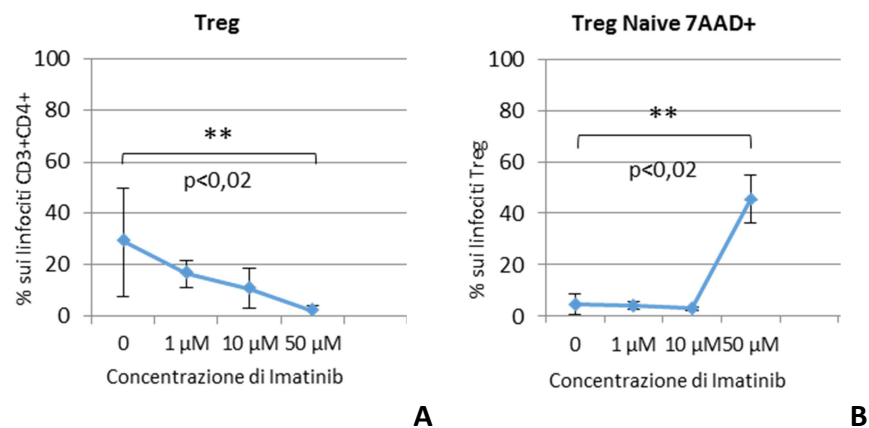 Treg
100
80
60
40
20
0
% sui linfociti CD3+CD4+
**
p<0,02
0 1 µM 10 µM 50 µM
Concentrazione di Imatinib
A
Treg Naive 7AAD+
100
80
60
40
20
0
% sui linfociti Treg
**
p<0,02
0 1 µM 10 µM 50 µM
Concentrazione di Imatinib
B